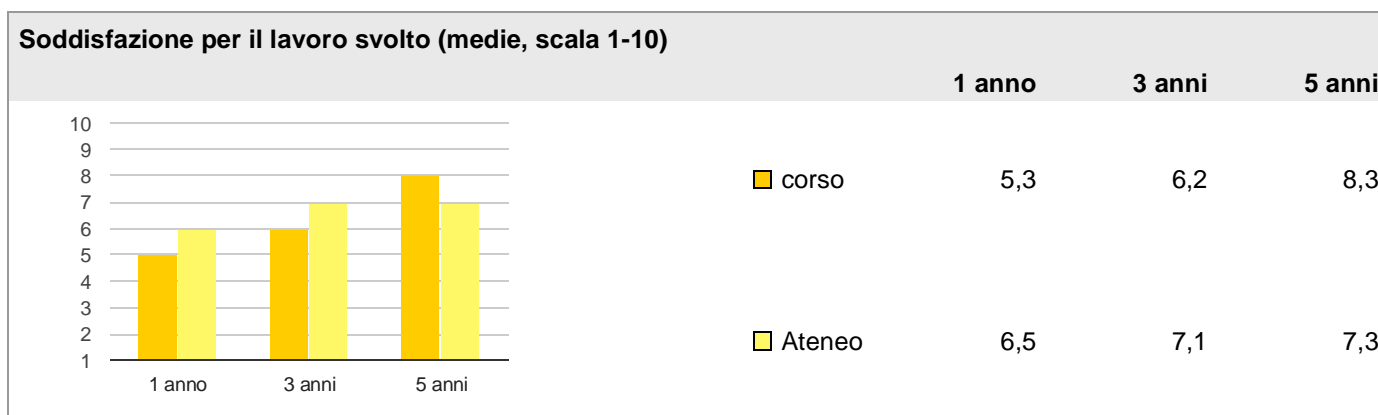 Soddisfazione per il lavoro svolto (medie, scala 1-10)
1 anno 3 anni 5 anni
10
9
8
7
6
5
4
3
2
1
1 anno 3 anni 5 anni
corso 5,3 6,2 8,3
Ateneo 6,5 7,1 7,3